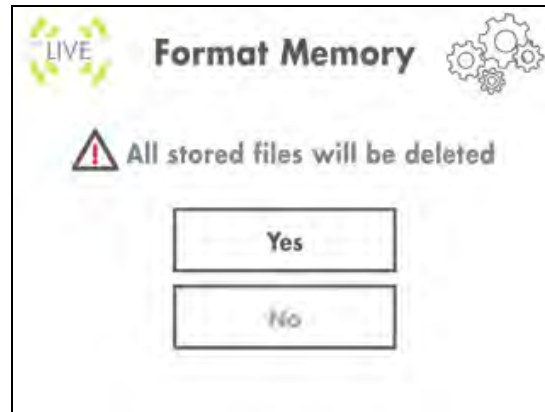 LIVE
Format Memory
All stored files will be deleted
Yes
No